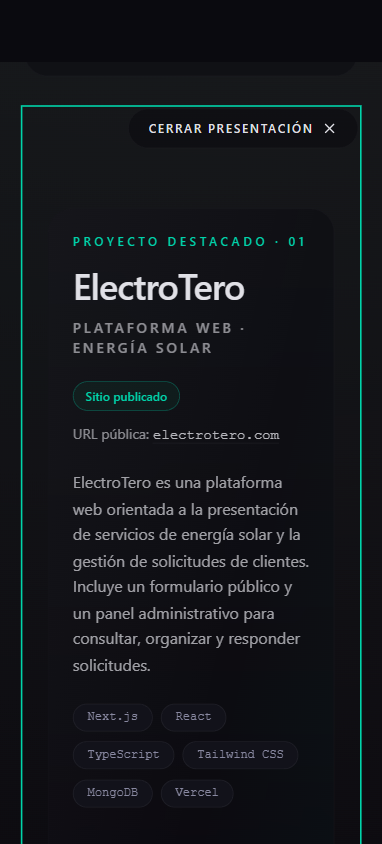 CERRAR PRESENTACIÓN ×
PROYECTO DESTACADO · 01
ElectroTero
PLATAFORMA WEB ·
ENERGÍA SOLAR
Sitio publicado
URL pública: electrotero.com
ElectroTero es una plataforma
web orientada a la presentación
de servicios de energía solar y la
gestión de solicitudes de clientes.
Incluye un formulario público y
un panel administrativo para
consultar, organizar y responder
solicitudes.
Next.js React
TypeScript Tailwind CSS
MongoDB Vercel